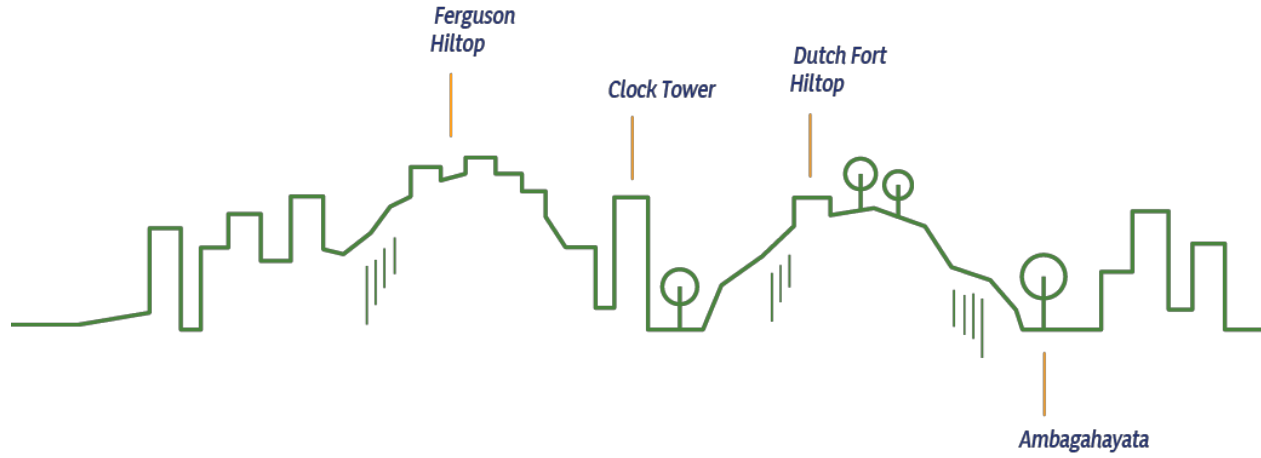 Ferguson
Hiltop
Clock Tower
Dutch Fort
Hiltop
Ambagahayata